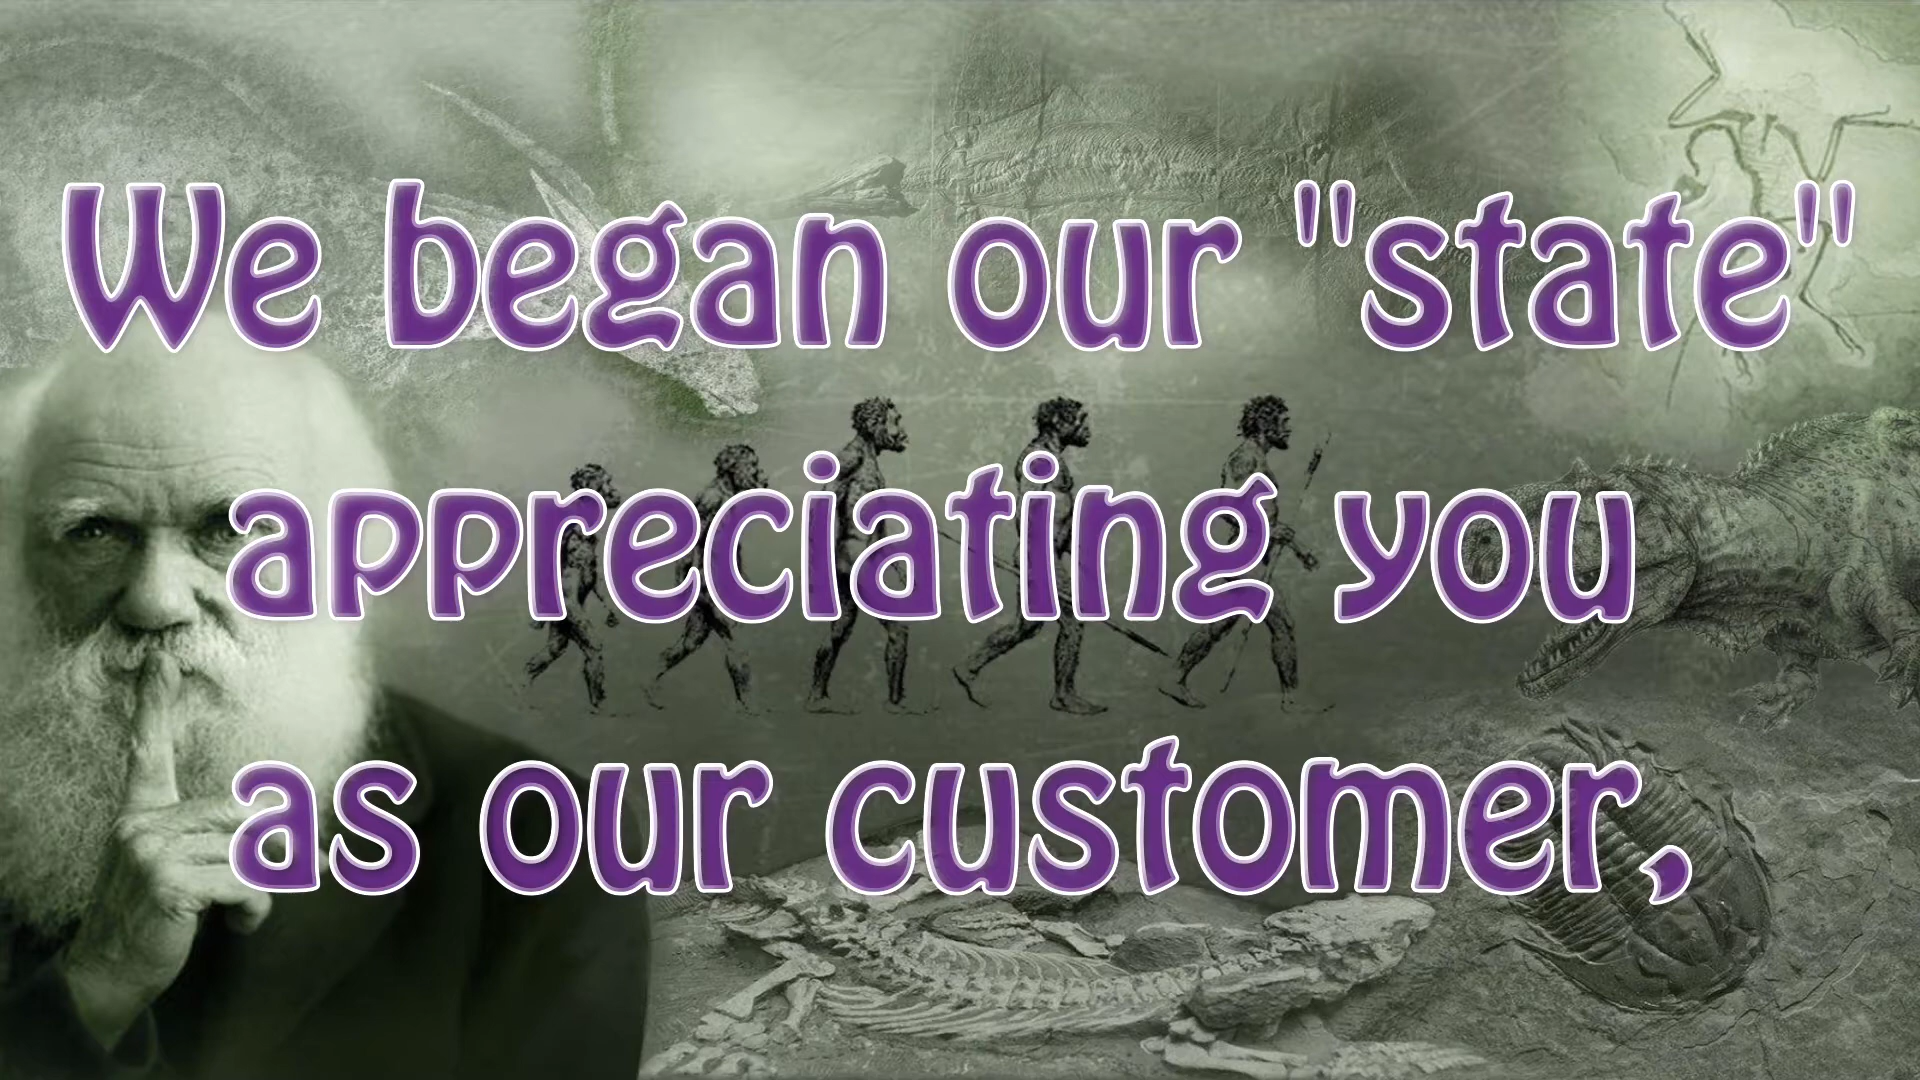 We began our "state"
appreciating you
as our customer,